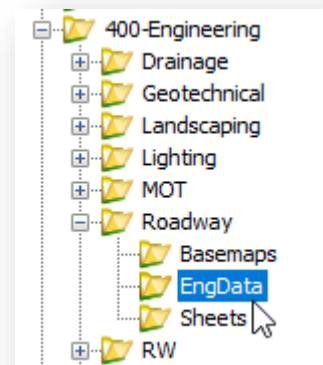 400-Engineering
Drainage
Geotechnical
Landscaping
Lighting
MOT
Roadway
Basemaps
EngData
Sheets
RW